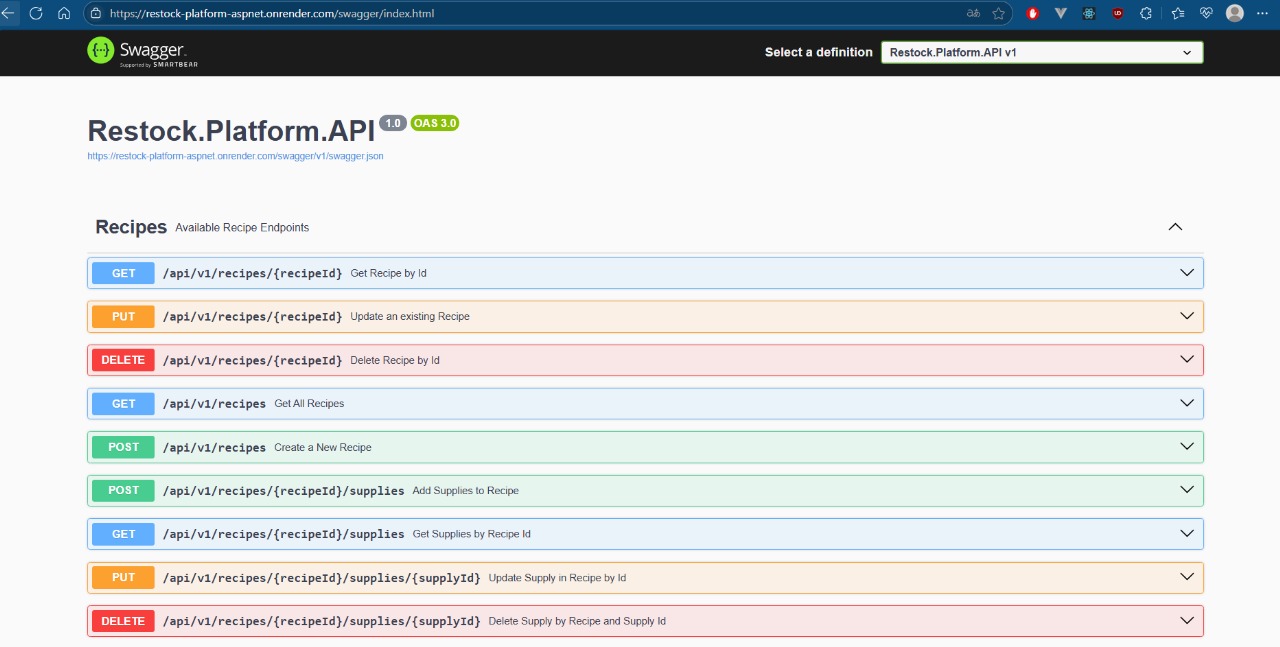 https://restock-platform-aspnet.onrender.com/swagger/index.html
Swagger
Supported by SMARTBEAR
Select a definition Restock.Platform.API v1
Restock.Platform.API 1.0 OAS 3.0
https://restock-platform-aspnet.onrender.com/swagger/v1/swagger.json
Recipes Available Recipe Endpoints
GET /api/v1/recipes/{recipeId} Get Recipe by Id
PUT /api/v1/recipes/{recipeId} Update an existing Recipe
DELETE /api/v1/recipes/{recipeId} Delete Recipe by Id
GET /api/v1/recipes Get All Recipes
POST /api/v1/recipes Create a New Recipe
POST /api/v1/recipes/{recipeId}/supplies Add Supplies to Recipe
GET /api/v1/recipes/{recipeId}/supplies Get Supplies by Recipe Id
PUT /api/v1/recipes/{recipeId}/supplies/{supplyId} Update Supply in Recipe by Id
DELETE /api/v1/recipes/{recipeId}/supplies/{supplyId} Delete Supply by Recipe and Supply Id